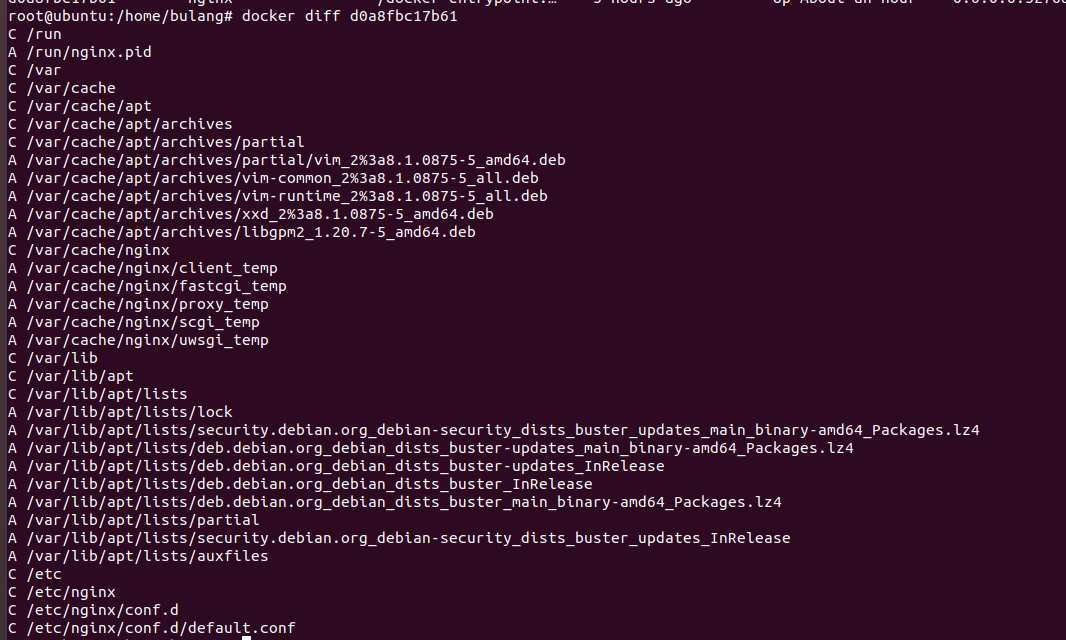 root@ubuntu:/home/bulang# docker diff d0a8fbc17b61
C /run
A /run/nginx.pid
C /var
C /var/cache
C /var/cache/apt
C /var/cache/apt/archives
C /var/cache/apt/archives/partial
A /var/cache/apt/archives/partial/vim_2%3a8.1.0875-5_amd64.deb
A /var/cache/apt/archives/vim-common_2%3a8.1.0875-5_all.deb
A /var/cache/apt/archives/vim-runtime_2%3a8.1.0875-5_all.deb
A /var/cache/apt/archives/xxd_2%3a8.1.0875-5_amd64.deb
A /var/cache/apt/archives/libgpm2_1.20.7-5_amd64.deb
C /var/cache/nginx
A /var/cache/nginx/client_temp
A /var/cache/nginx/fastcgi_temp
A /var/cache/nginx/proxy_temp
A /var/cache/nginx/scgi_temp
A /var/cache/nginx/uwsgi_temp
C /var/lib
C /var/lib/apt
C /var/lib/apt/lists
A /var/lib/apt/lists/lock
A /var/lib/apt/lists/security.debian.org_debian-security_dists_buster_updates_main_binary-amd64_Packages.lz4
A /var/lib/apt/lists/deb.debian.org_debian_dists_buster-updates_main_binary-amd64_Packages.lz4
A /var/lib/apt/lists/deb.debian.org_debian_dists_buster-updates_InRelease
A /var/lib/apt/lists/deb.debian.org_debian_dists_buster_InRelease
A /var/lib/apt/lists/deb.debian.org_debian_dists_buster_main_binary-amd64_Packages.lz4
A /var/lib/apt/lists/partial
A /var/lib/apt/lists/security.debian.org_debian-security_dists_buster_updates_InRelease
A /var/lib/apt/lists/auxfiles
C /etc
C /etc/nginx
C /etc/nginx/conf.d
C /etc/nginx/conf.d/default.conf